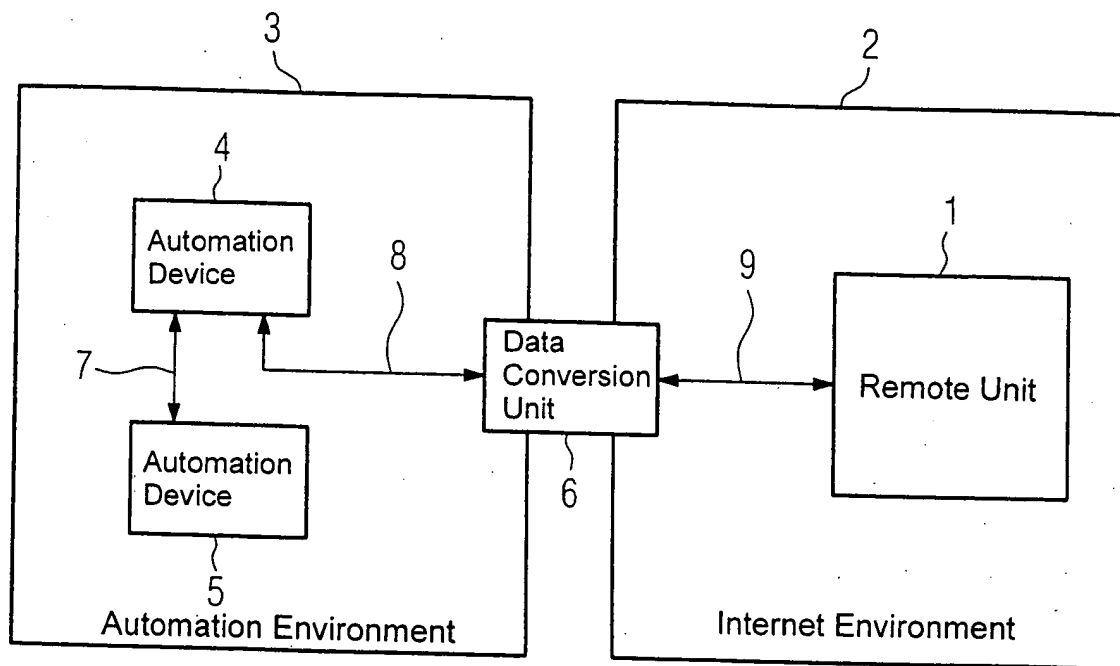 3
2
4
Automation
Device
8
9
1
7
Data
Conversion
Unit
Remote Unit
Automation
Device
6
5
Automation Environment
Internet Environment